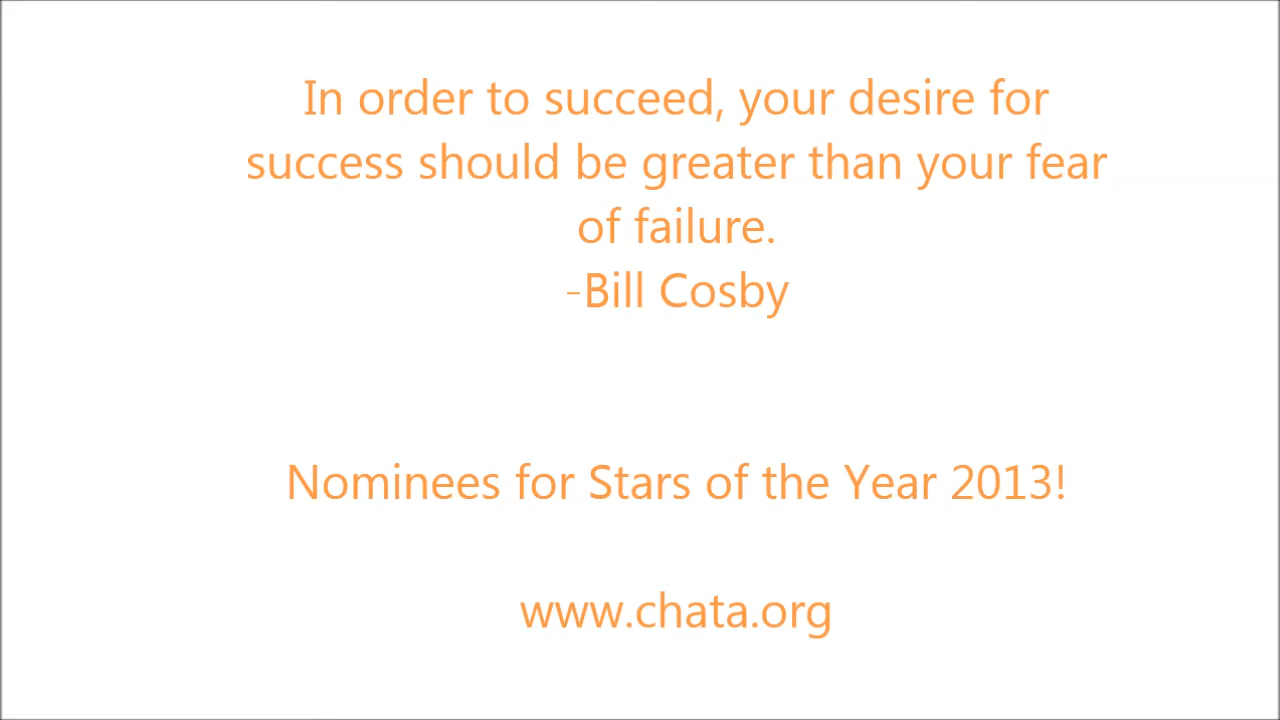 In order to succeed, your desire for
success should be greater than your fear
of failure.
-Bill Cosby
Nominees for Stars of the Year 2013!
www.chata.org